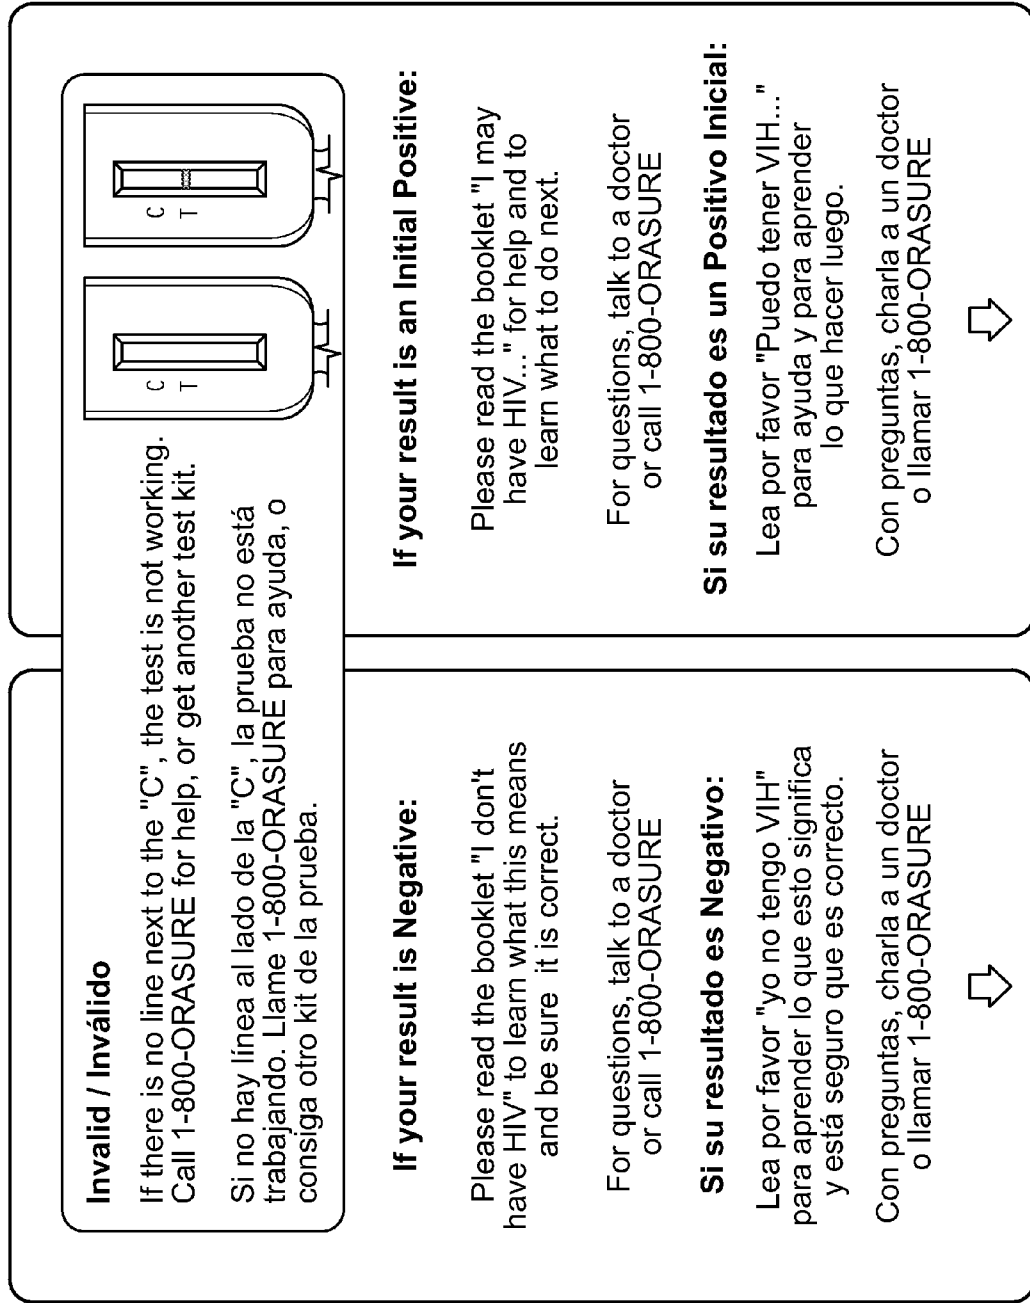 Invalid / Inválido
If there is no line next to the "C", the test is not working.
Call 1-800-ORASURE for help, or get another test kit.
Si no hay línea al lado de la "C", la prueba no está
trabajando. Llame 1-800-ORASURE para ayuda, o
consiga otro kit de la prueba.
C
T
C
T
If your result is Negative:
Please read the booklet "I don't
have HIV" to learn what this means
and be sure it is correct.
For questions, talk to a doctor
or call 1-800-ORASURE
Si su resultado es Negativo:
Lea por favor "yo no tengo VIH"
para aprender lo que esto significa
y está seguro que es correcto.
Con preguntas, charla a un doctor
o llamar 1-800-ORASURE
If your result is an Initial Positive:
Please read the booklet "I may
have HIV..." for help and to
learn what to do next.
For questions, talk to a doctor
or call 1-800-ORASURE
Si su resultado es un Positivo Inicial:
Lea por favor "Puedo tener VIH..."
para ayuda y para aprender
lo que hacer luego.
Con preguntas, charla a un doctor
o llamar 1-800-ORASURE